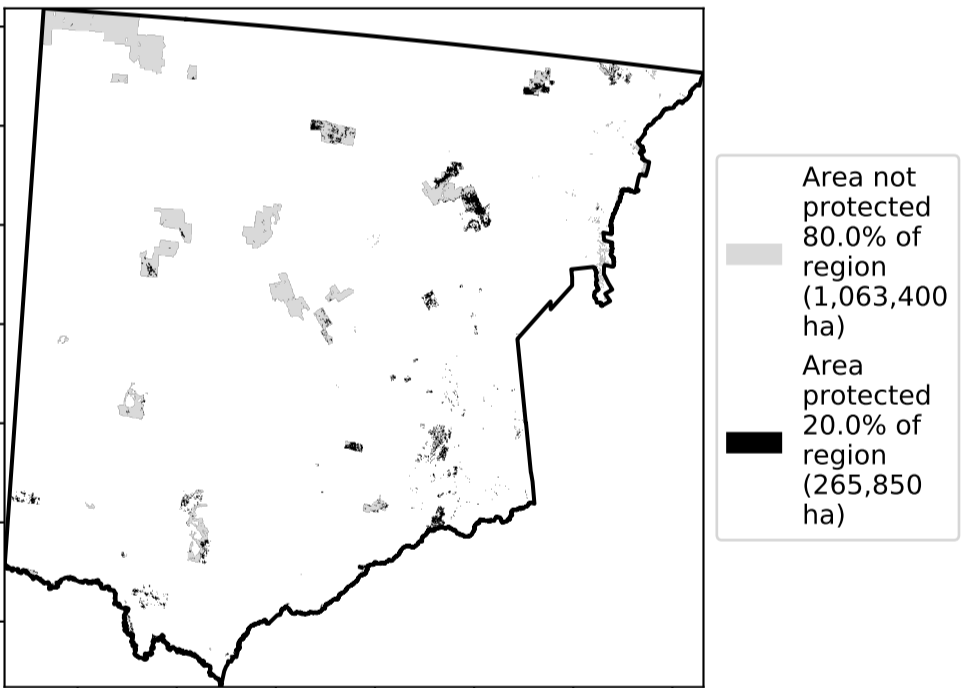 Area not
protected
80.0% of
region
(1,063,400
ha)
Area
protected
20.0% of
region
(265,850
ha)